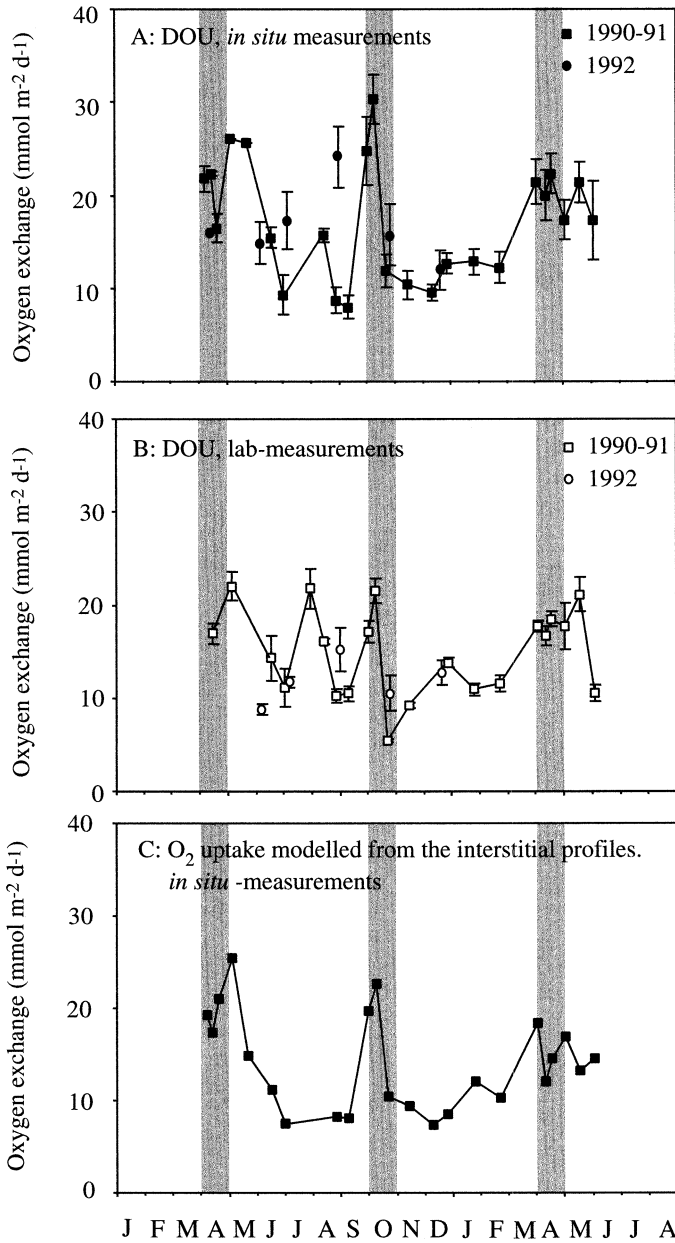 40
30
20
10
0
Oxygen exchange (mmol m-2 d-1)
A: DOU, in situ measurements
1990-91
1992
40
30
20
10
0
Oxygen exchange (mmol m-2 d-1)
B: DOU, lab-measurements
1990-91
1992
40
30
20
10
0
Oxygen exchange (mmol m-2 d-1)
C: O2 uptake modelled from the interstitial profiles.
in situ -measurements
J F M A M J J A S O N D J F M A M J J A